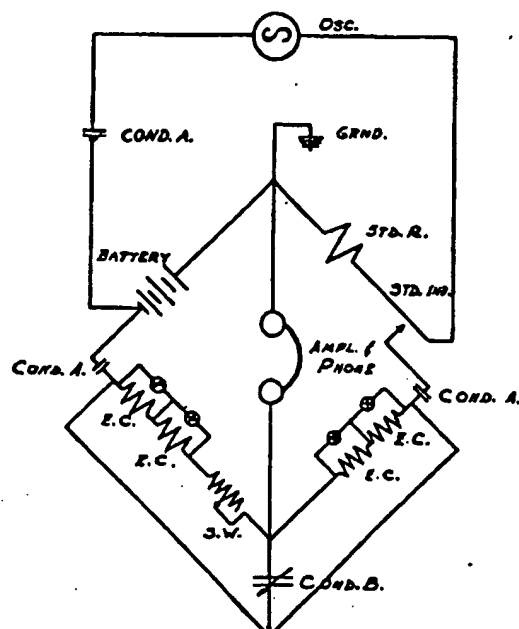 OSC.
COND. A.
GRND.
STD. R.
BATTERY
STD. IND.
AMPL. &
PHONE
COND. A.
COND. A.
E.C.
E.C.
E.C.
E.C.
S.W.
COND. B.